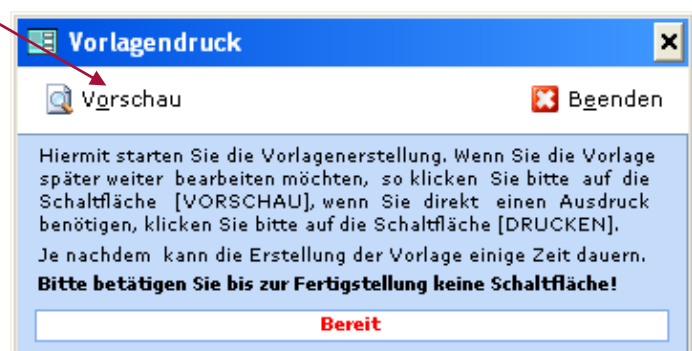 Vorlagendruck
Vorschau Beenden
Hiermit starten Sie die Vorlagenerstellung. Wenn Sie die Vorlage
später weiter bearbeiten möchten, so klicken Sie bitte auf die
Schaltfläche [VORSCHAU], wenn Sie direkt einen Ausdruck
benötigen, klicken Sie bitte auf die Schaltfläche [DRUCKEN].
Je nachdem kann die Erstellung der Vorlage einige Zeit dauern.
Bitte betätigen Sie bis zur Fertigstellung keine Schaltfläche!
Bereit